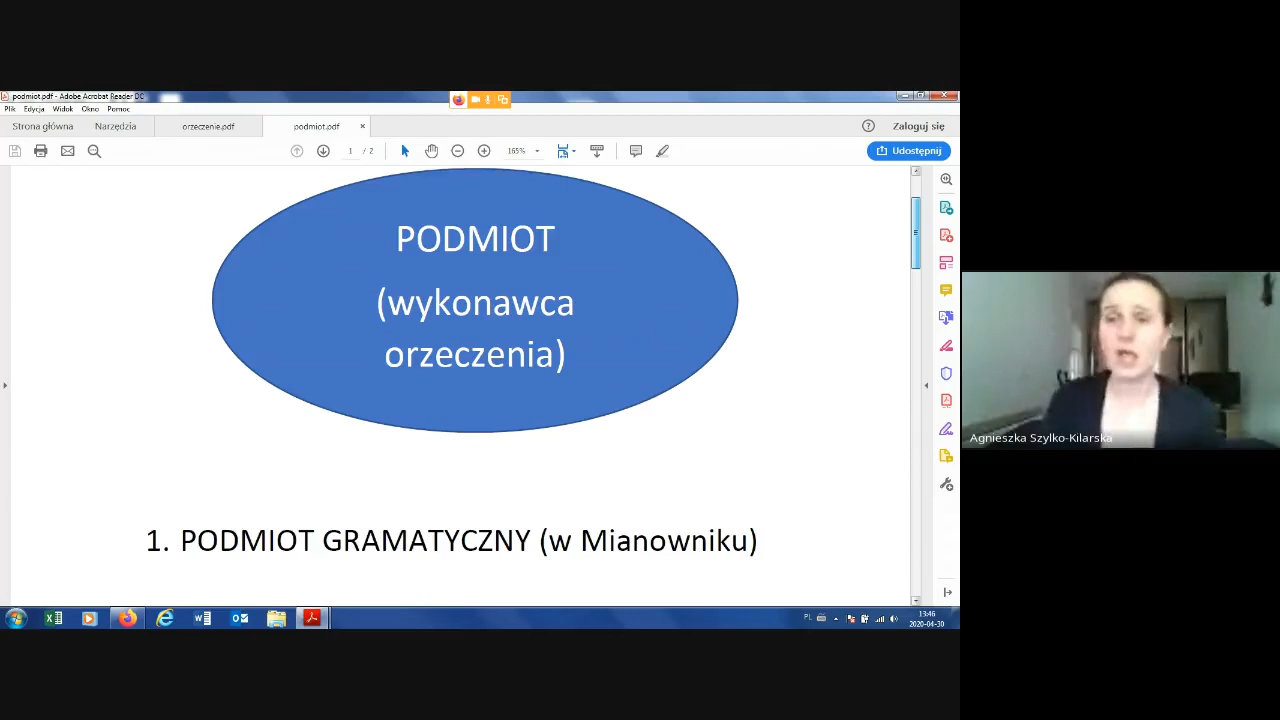 podmiot.pdf - Adobe Acrobat Reader DC
Plik Edycja Widok Okno Pomoc
Strona główna Narzędzia orzeczenie.pdf podmiot.pdf × Zaloguj się
1 / 2 165% Udostępnij
PODMIOT
(wykonawca
orzeczenia)
1. PODMIOT GRAMATYCZNY (w Mianowniku)
Agnieszka Szylko-Kilarska
PL 13:46
2020-04-30